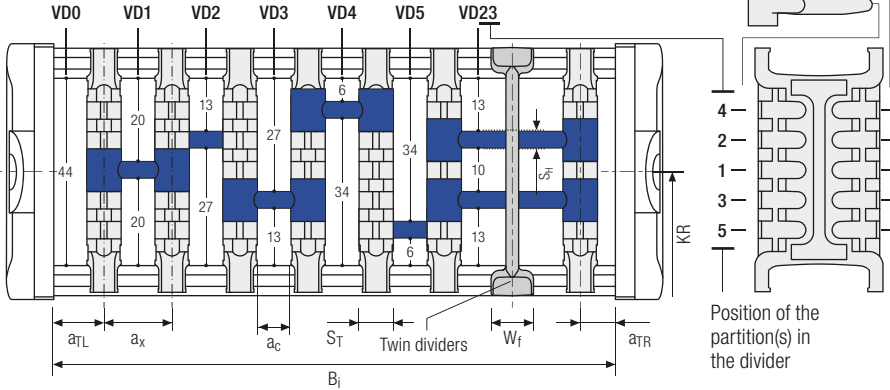 VD0 VD1 VD2 VD3 VD4 VD5 VD23
6
13 13
20 27 34
44 10 S_H
20 27 34 KR
13 6 13
4
2
1
3
5
a_TL a_x a_c S_T Twin dividers W_f a_TR
B_i
Position of the
partition(s) in
the divider